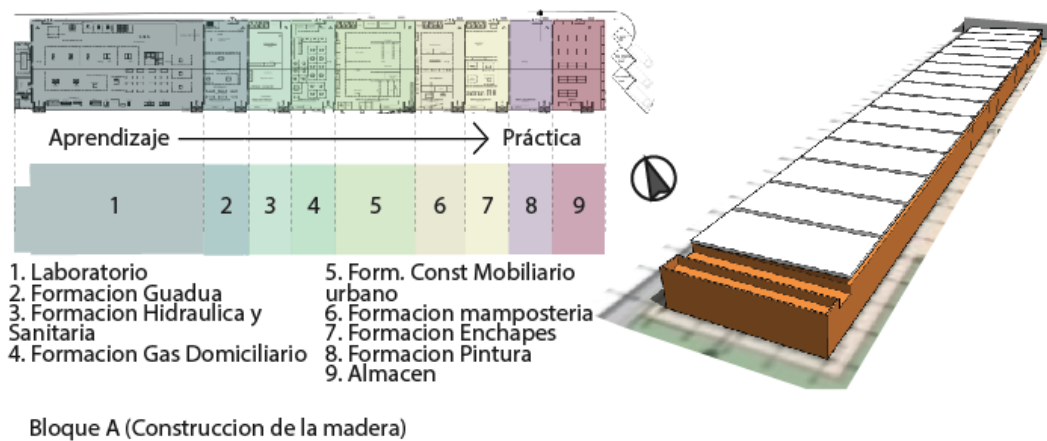 Aprendizaje
Práctica
1
2
3
4
5
6
7
8
9
1. Laboratorio
2. Formacion Guadua
3. Formacion Hidraulica y
Sanitaria
4. Formacion Gas Domiciliario
5. Form. Const Mobiliario
urbano
6. Formacion mamposteria
7. Formacion Enchapes
8. Formacion Pintura
9. Almacen
Bloque A (Construccion de la madera)